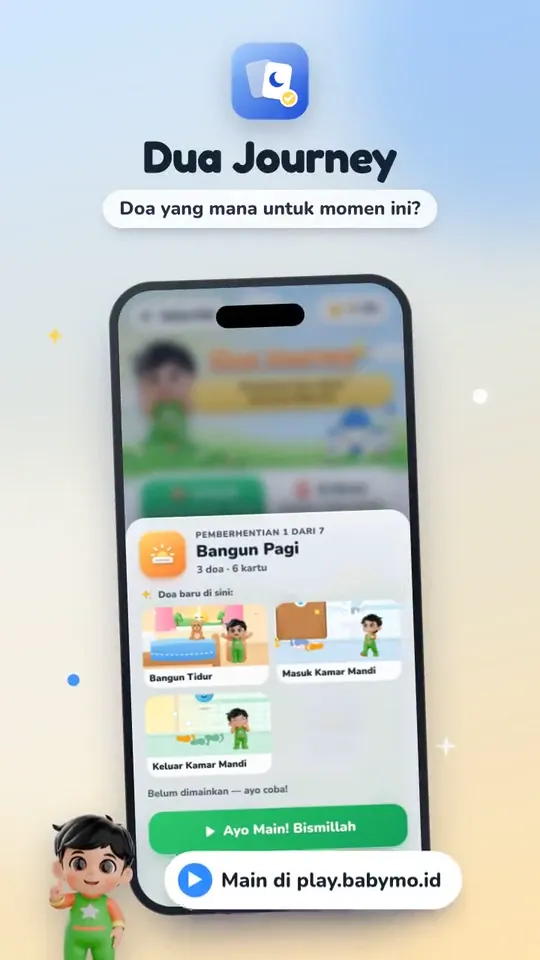 Dua Journey
Doa yang mana untuk momen ini?
PEMBERHENTIAN 1 DARI 7
Bangun Pagi
3 doa · 6 kartu
Doa baru di sini:
Bangun Tidur
Masuk Kamar Mandi
Keluar Kamar Mandi
Belum dimainkan — ayo coba!
Ayo Main! Bismillah
Main di play.babymo.id